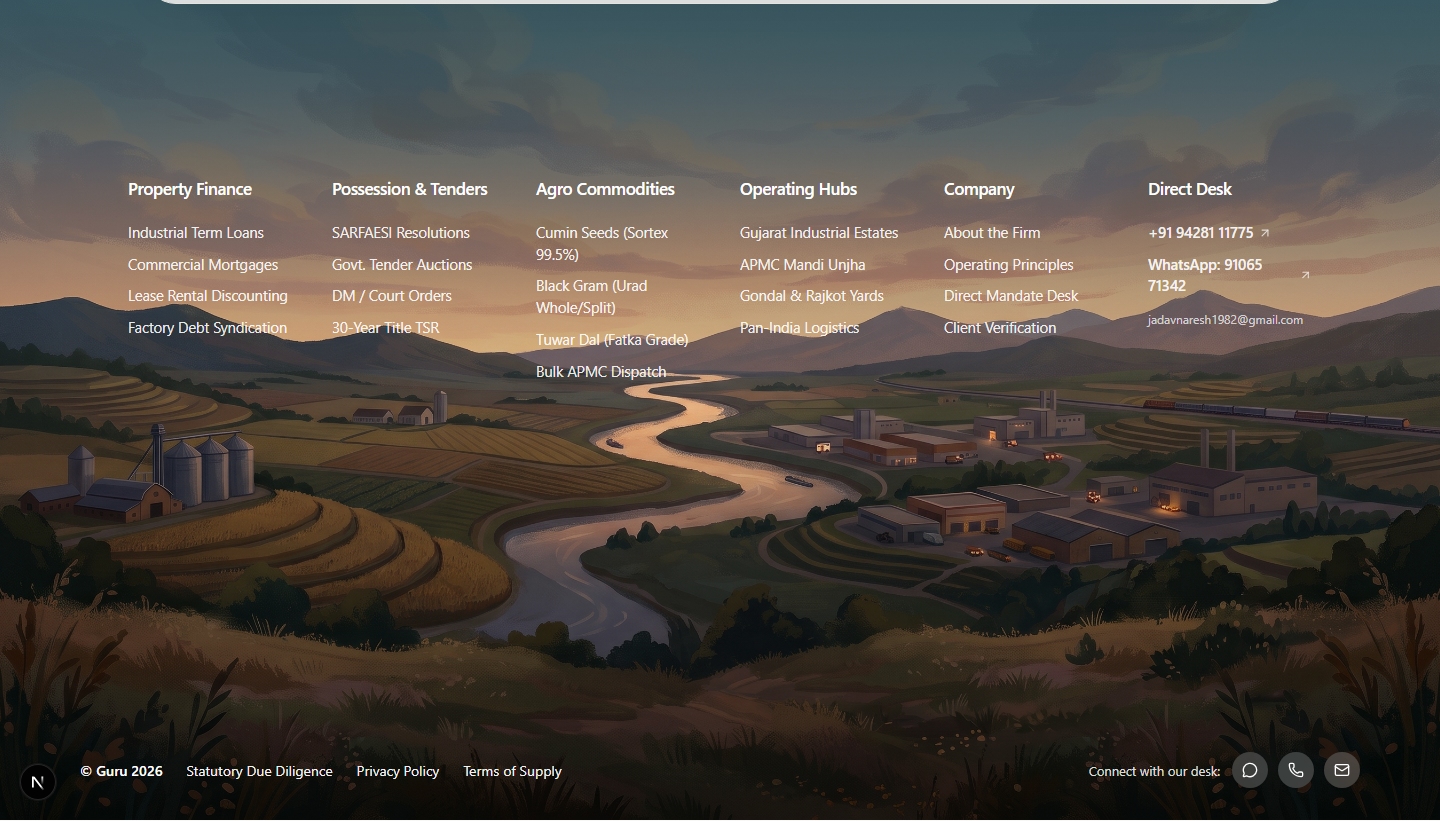 Property Finance
Industrial Term Loans
Commercial Mortgages
Lease Rental Discounting
Factory Debt Syndication
Possession & Tenders
SARFAESI Resolutions
Govt. Tender Auctions
DM / Court Orders
30-Year Title TSR
Agro Commodities
Cumin Seeds (Sortex
99.5%)
Black Gram (Urad
Whole/Split)
Tuwar Dal (Fatka Grade)
Bulk APMC Dispatch
Operating Hubs
Gujarat Industrial Estates
APMC Mandi Unjha
Gondal & Rajkot Yards
Pan-India Logistics
Company
About the Firm
Operating Principles
Direct Mandate Desk
Client Verification
Direct Desk
+91 94281 11775
WhatsApp: 91065
71342
jadavnaresh1982@gmail.com
N
© Guru 2026
Statutory Due Diligence
Privacy Policy
Terms of Supply
Connect with our desk: